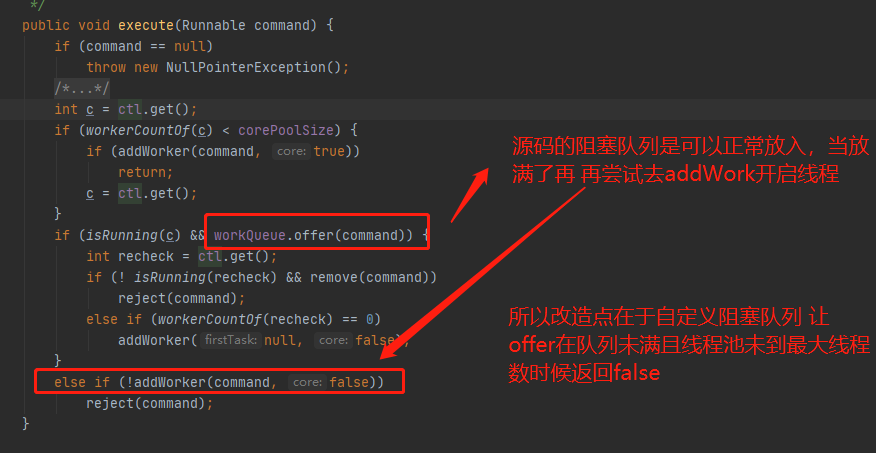 */
public void execute(Runnable command) {
if (command == null)
throw new NullPointerException();
/*...*/
int c = ctl.get();
if (workerCountOf(c) < corePoolSize) {
if (addWorker(command, core: true))
return;
c = ctl.get();
}
if (isRunning(c) && workQueue.offer(command)) {
int recheck = ctl.get();
if (! isRunning(recheck) && remove(command))
reject(command);
else if (workerCountOf(recheck) == 0)
addWorker( firstTask: null, core: false);
}
else if (!addWorker(command, core: false))
reject(command);
}
源码的阻塞队列是可以正常放入，当放
满了再 再尝试去addWork开启线程
所以改造点在于自定义阻塞队列 让
offer在队列未满且线程池未到最大线程
数时候返回false